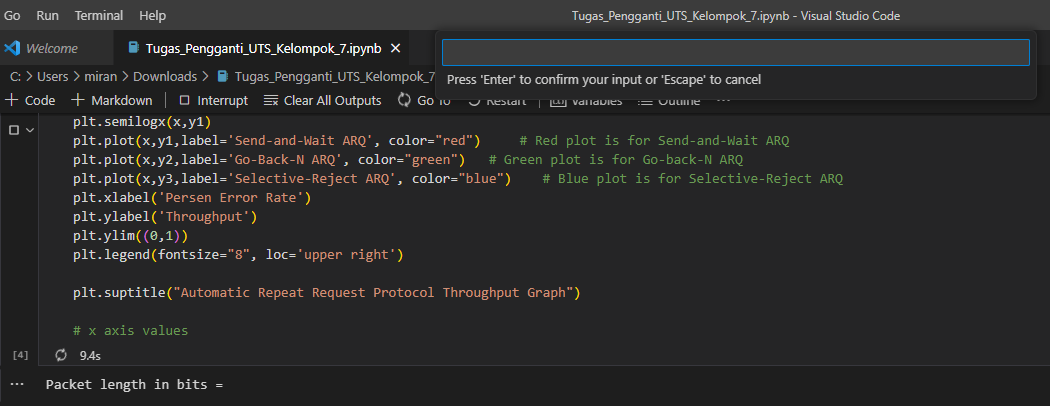 Go Run Terminal Help Tugas_Pengganti_UTS_Kelompok_7.ipynb - Visual Studio Code
Welcome Tugas_Pengganti_UTS_Kelompok_7.ipynb
C: > Users > miran > Downloads > Tugas_Pengganti_UTS_Kelompok_7
Press 'Enter' to confirm your input or 'Escape' to cancel
+ Code + Markdown Interrupt Clear All Outputs Go To Restart Variables Outline ...
plt.semilogx(x,y1)
plt.plot(x,y1,label='Send-and-Wait ARQ', color="red") # Red plot is for Send-and-Wait ARQ
plt.plot(x,y2,label='Go-Back-N ARQ', color="green") # Green plot is for Go-back-N ARQ
plt.plot(x,y3,label='Selective-Reject ARQ', color="blue") # Blue plot is for Selective-Reject ARQ
plt.xlabel('Persen Error Rate')
plt.ylabel('Throughput')
plt.ylim((0,1))
plt.legend(fontsize="8", loc='upper right')
plt.suptitle("Automatic Repeat Request Protocol Throughput Graph")
# x axis values
[4] 9.4s
... Packet length in bits =